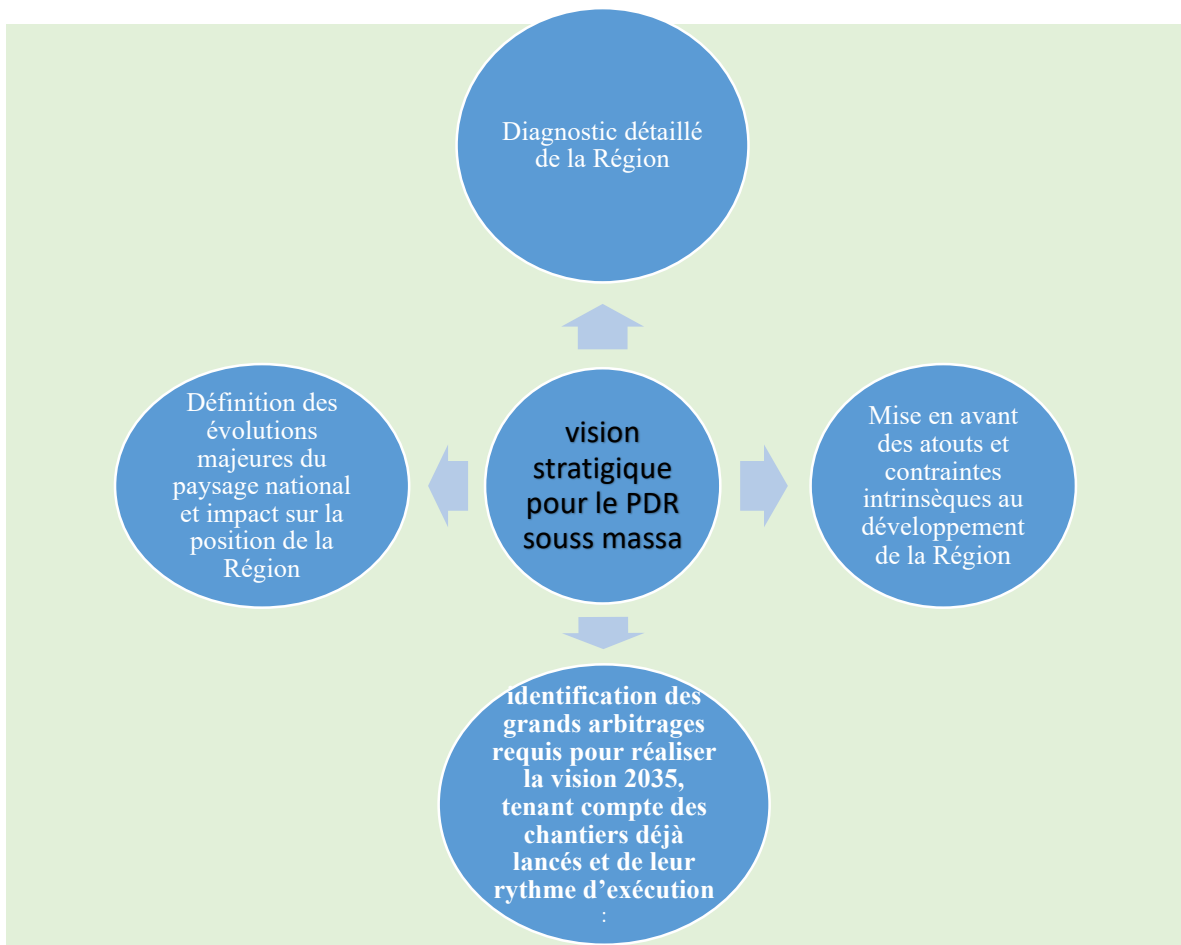 Diagnostic détaillé
de la Région
Définition des
évolutions
majeures du
paysage national
et impact sur la
position de la
Région
vision
stratigique
pour le PDR
souss massa
Mise en avant
des atouts et
contraintes
intrinsèques au
développement
de la Région
identification des
grands arbitrages
requis pour réaliser
la vision 2035,
tenant compte des
chantiers déjà
lancés et de leur
rythme d’exécution
: